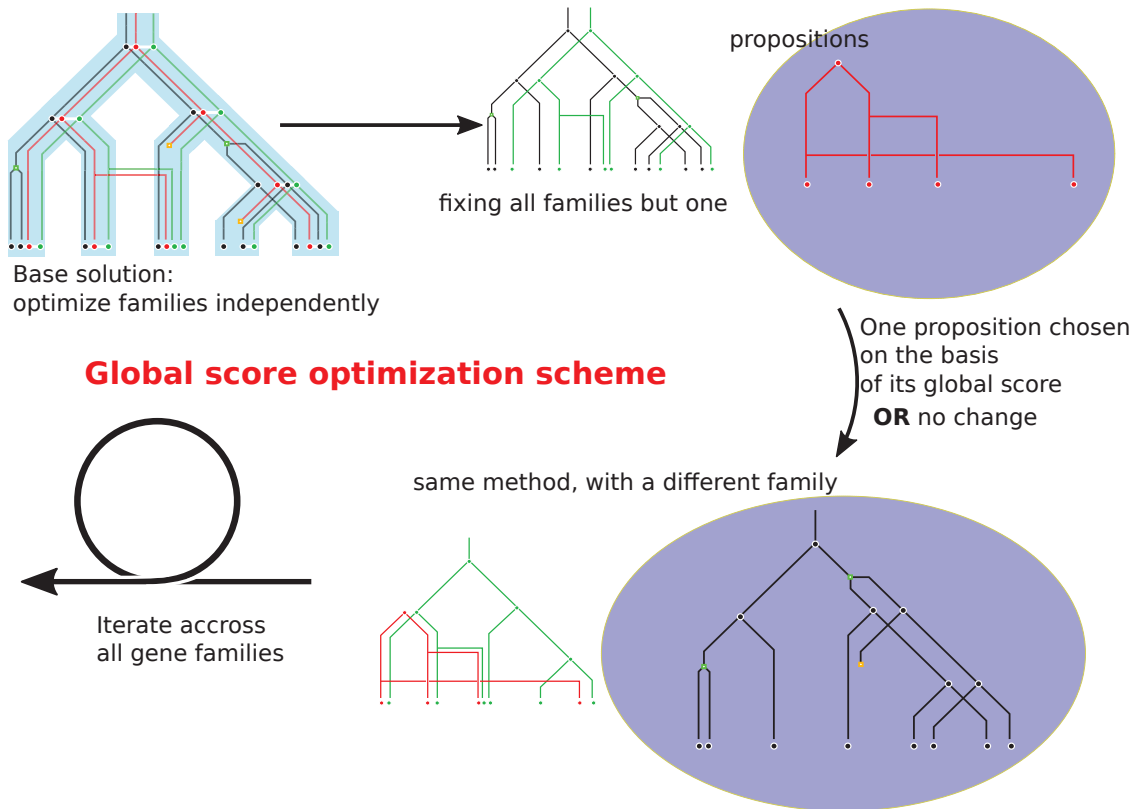 propositions
fixing all families but one
Base solution:
optimize families independently
One proposition chosen
on the basis
of its global score
OR no change
Global score optimization scheme
same method, with a different family
Iterate accross
all gene families